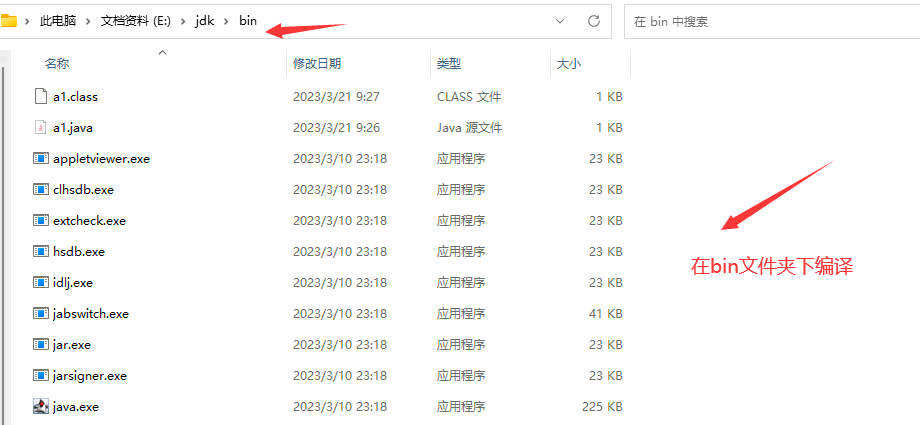 此电脑 › 文档资料 (E:) › jdk › bin
在 bin 中搜索
名称 修改日期 类型 大小
a1.class 2023/3/21 9:27 CLASS 文件 1 KB
a1.java 2023/3/21 9:26 Java 源文件 1 KB
appletviewer.exe 2023/3/10 23:18 应用程序 23 KB
clhsdb.exe 2023/3/10 23:18 应用程序 23 KB
extcheck.exe 2023/3/10 23:18 应用程序 23 KB
hsdb.exe 2023/3/10 23:18 应用程序 23 KB
idlj.exe 2023/3/10 23:18 应用程序 23 KB
jabswitch.exe 2023/3/10 23:18 应用程序 41 KB
jar.exe 2023/3/10 23:18 应用程序 23 KB
jarsigner.exe 2023/3/10 23:18 应用程序 23 KB
java.exe 2023/3/10 23:18 应用程序 225 KB
在bin文件夹下编译